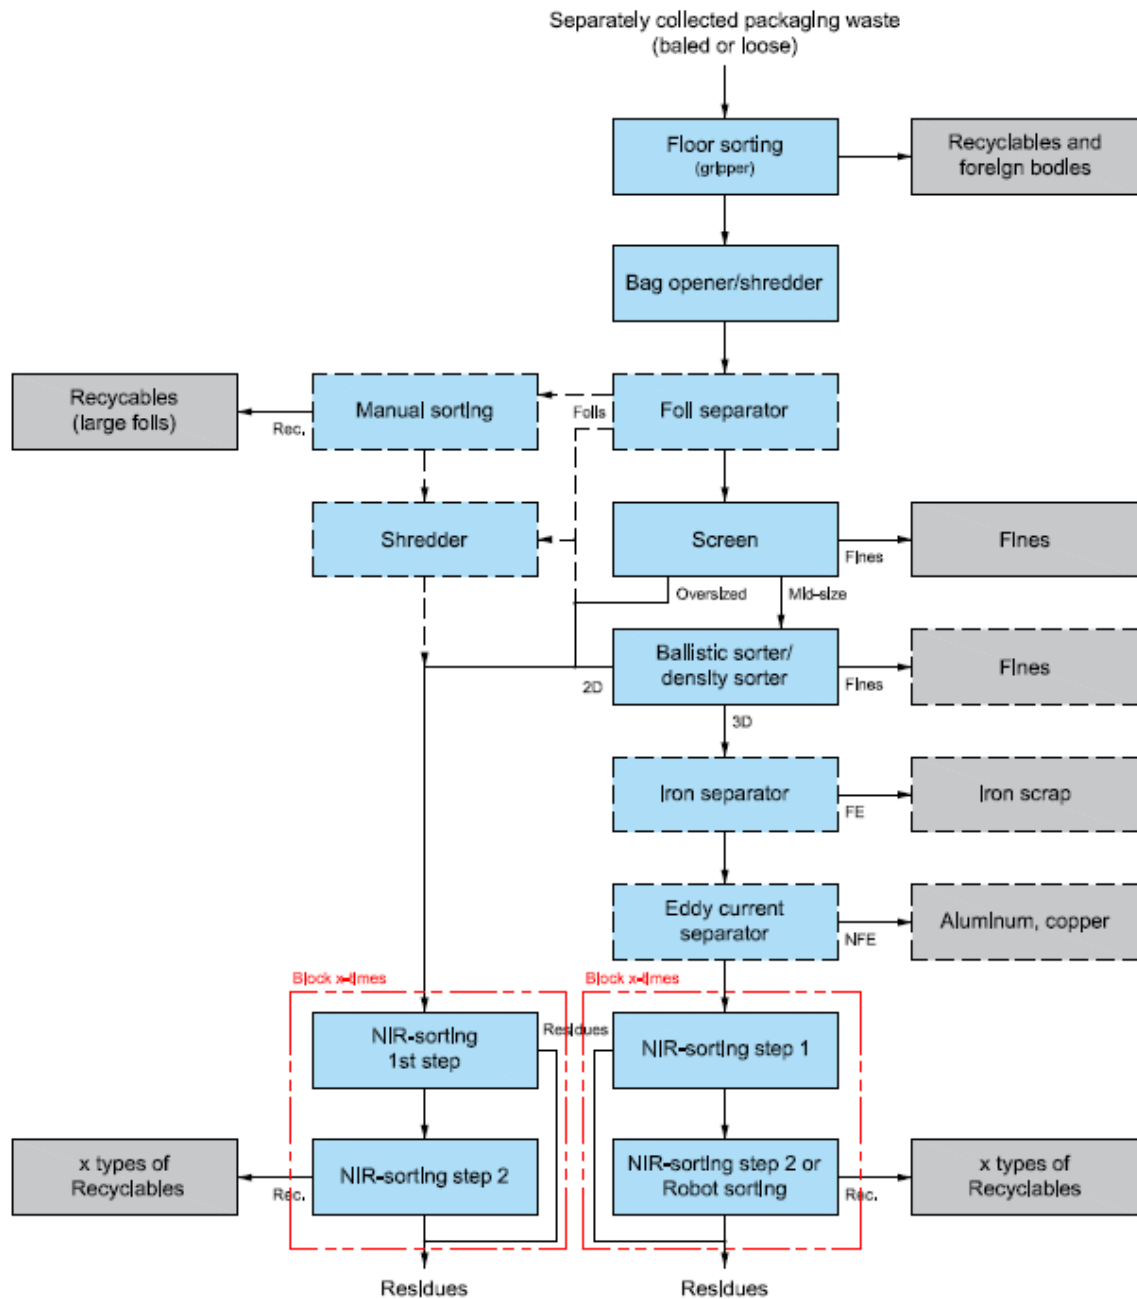 Separately collected packaging waste
(baled or loose)
Floor sorting
(gripper)
Recyclables and
foreign bodies
Bag opener/shredder
Recycables
(large foils)
Rec.
Manual sorting
Foils
Foil separator
Shredder
Screen
Fines
Fines
Oversized
Mid-size
Ballistic sorter/
density sorter
2D
Fines
Fines
3D
Iron separator
FE
Iron scrap
Eddy current
separator
NFE
Aluminum, copper
Block x-times
Block x-times
NIR-sorting
1st step
Residues
NIR-sorting step 1
x types of
Recyclables
Rec.
NIR-sorting step 2
NIR-sorting step 2 or
Robot sorting
Rec.
x types of
Recyclables
Residues
Residues